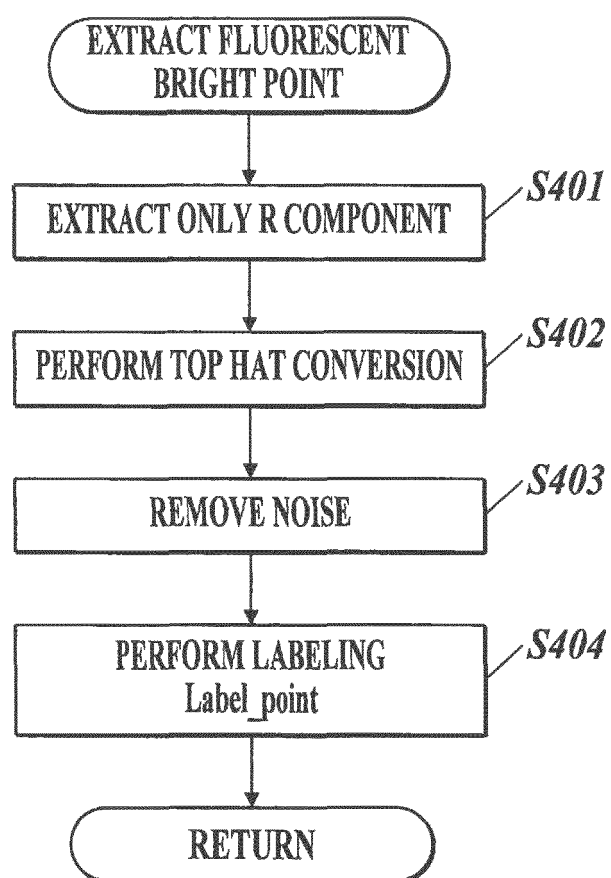 EXTRACT FLUORESCENT
BRIGHT POINT
S401
EXTRACT ONLY R COMPONENT
S402
PERFORM TOP HAT CONVERSION
S403
REMOVE NOISE
S404
PERFORM LABELING
Label_point
RETURN